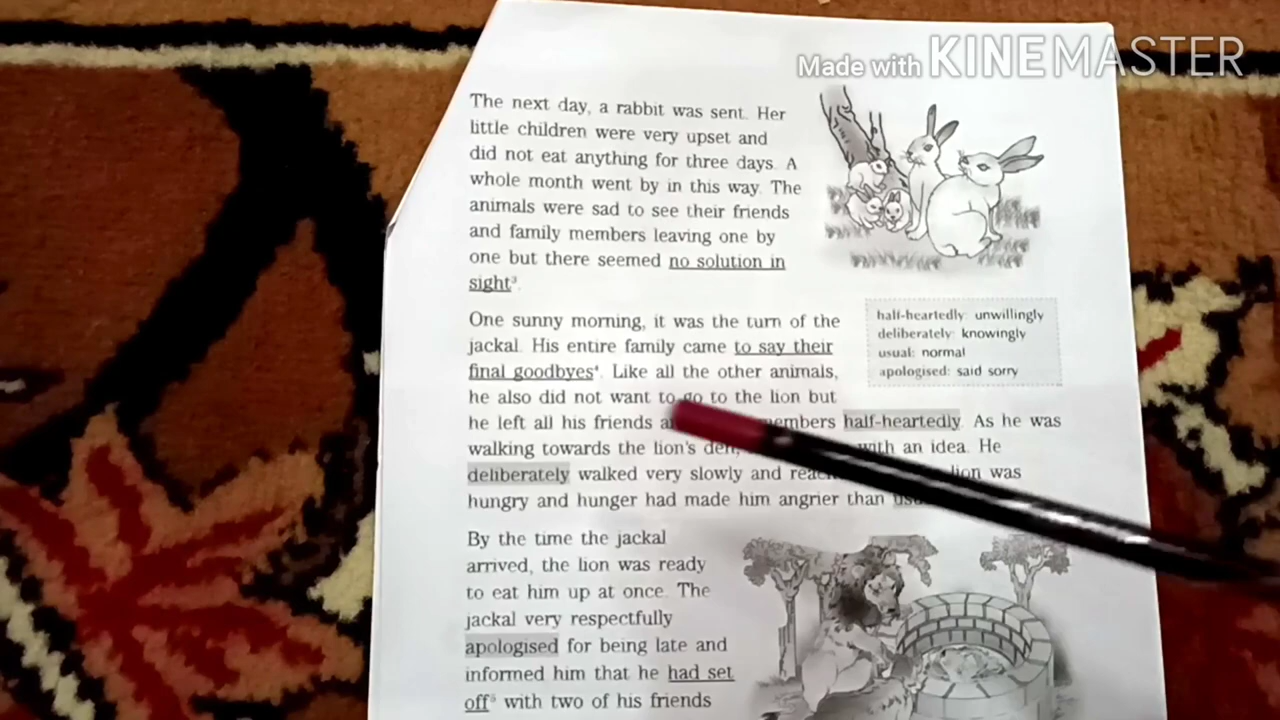 Made with KINEMASTER
The next day, a rabbit was sent. Her
little children were very upset and
did not eat anything for three days. A
whole month went by in this way. The
animals were sad to see their friends
and family members leaving one by
one but there seemed no solution in
sight³.
One sunny morning, it was the turn of the
jackal. His entire family came to say their
final goodbyes⁴. Like all the other animals,
he also did not want to go to the lion but
he left all his friends members half-heartedly. As he was
walking towards the lion's den, with an idea. He
deliberately walked very slowly and lion was
hungry and hunger had made him angrier than
By the time the jackal
arrived, the lion was ready
to eat him up at once. The
jackal very respectfully
apologised for being late and
informed him that he had set
off⁵ with two of his friends
half-heartedly: unwillingly
deliberately: knowingly
usual: normal
apologised: said sorry